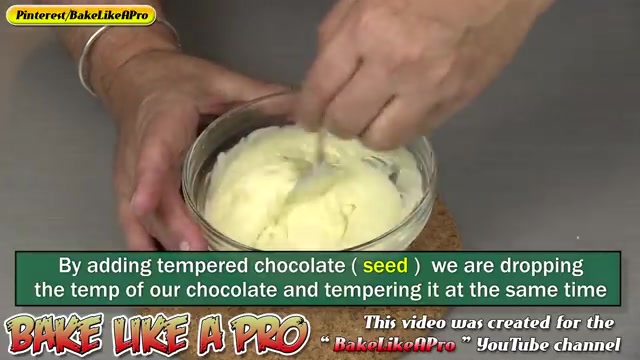 Pinterest/BakeLikeAPro
By adding tempered chocolate ( seed ) we are dropping
the temp of our chocolate and tempering it at the same time
BAKE LIKE A PRO
This video was created for the
“ BakeLikeAPro ” YouTube channel